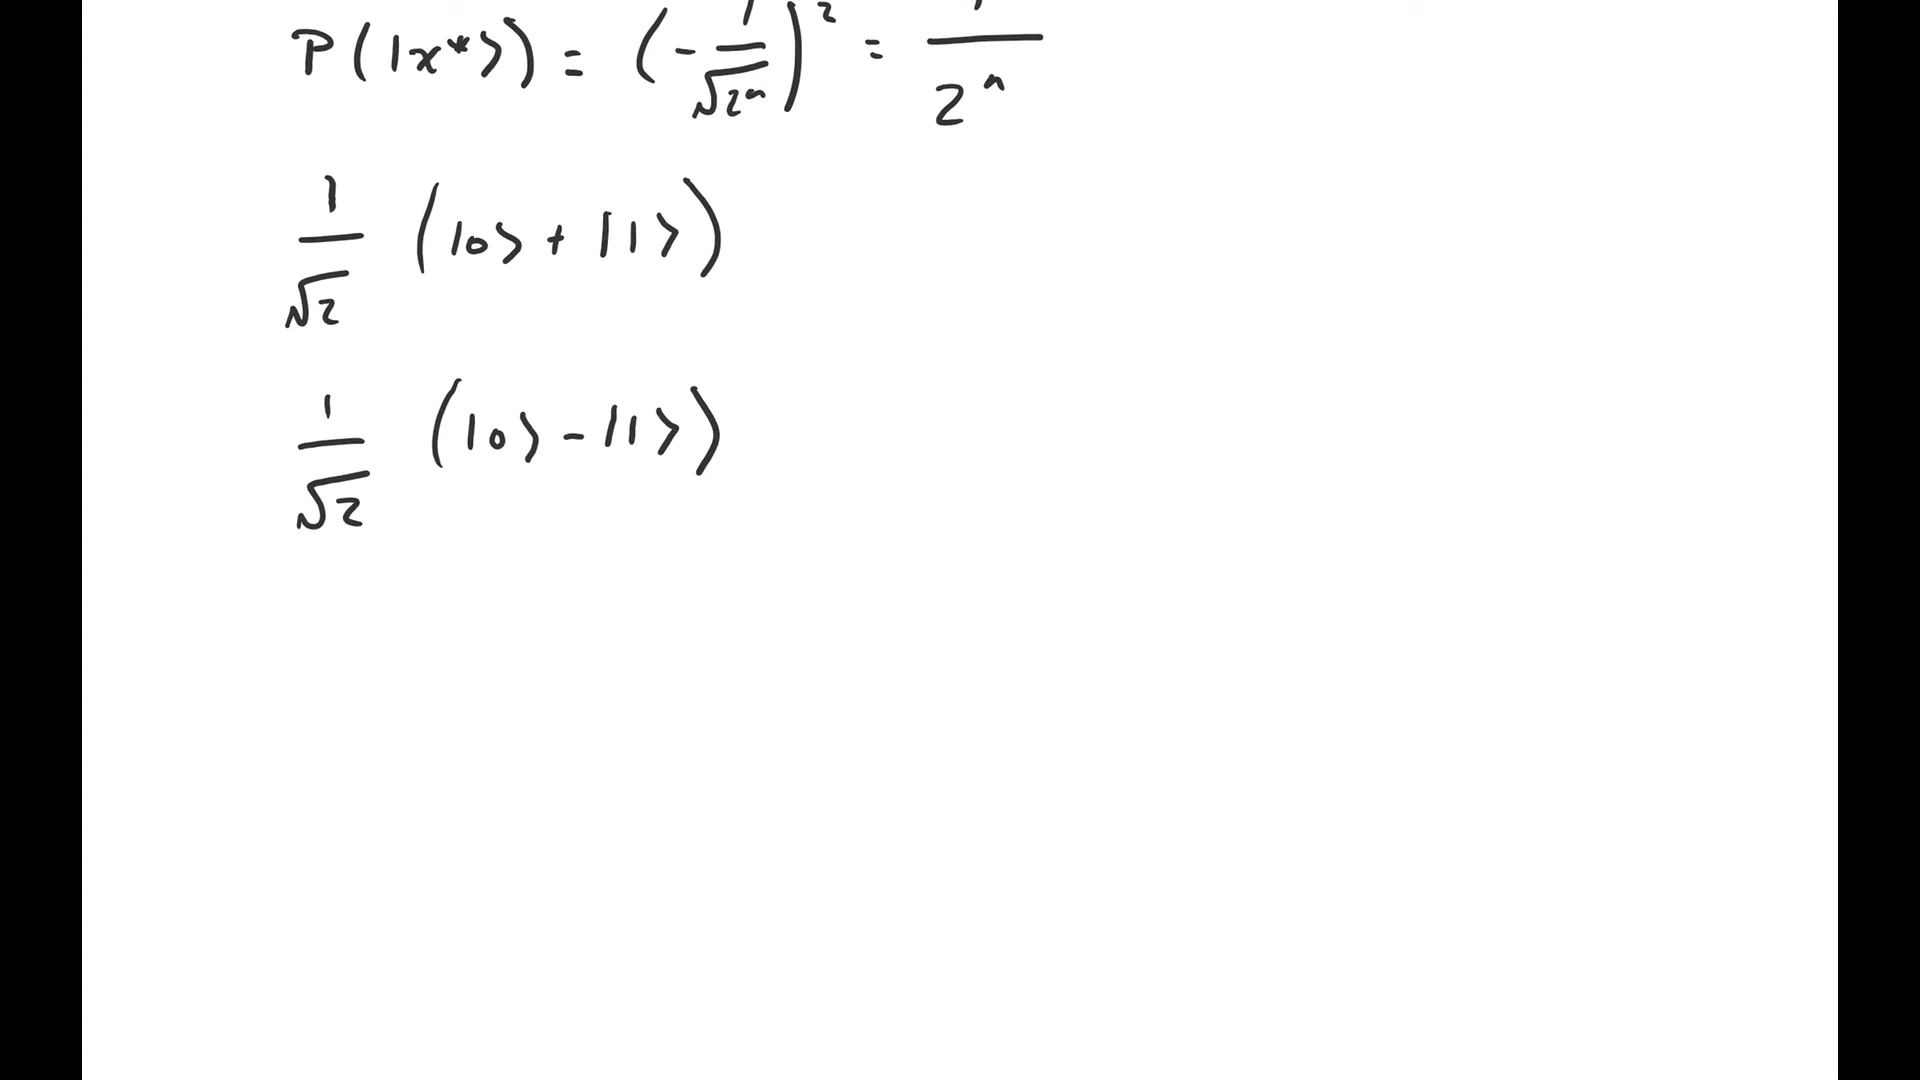 P(|x*⟩) = (-1/√2ⁿ)² = 1/2ⁿ
1/√2 (|0⟩ + |1⟩)
1/√2 (|0⟩ - |1⟩)